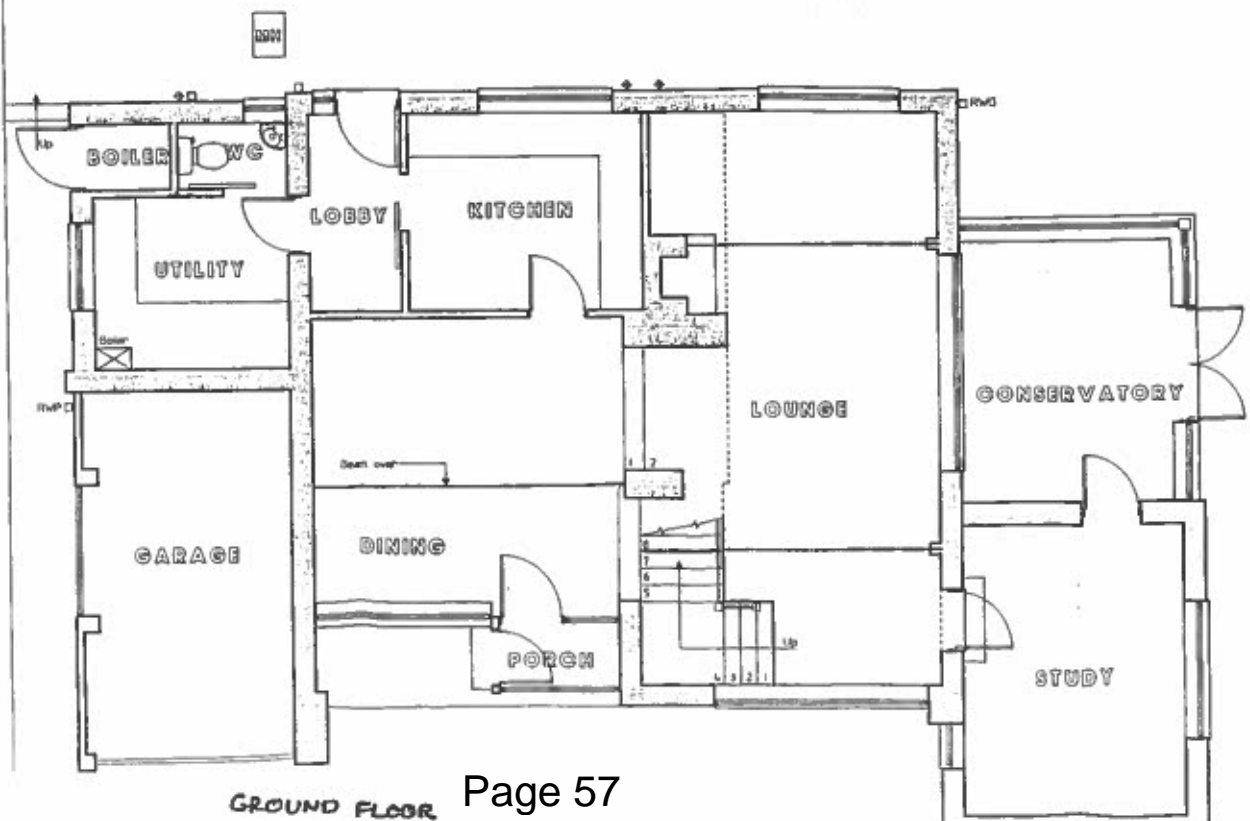 MH
RWG
Up
BOILER
WC
LOBBY
KITCHEN
UTILITY
Boiler
RWP
LOUNGE
CONSERVATORY
1 2
Beam over
GARAGE
DINING
8
7
6
5
4 3 2 1
Up
PORCH
STUDY
GROUND FLOOR
Page 57